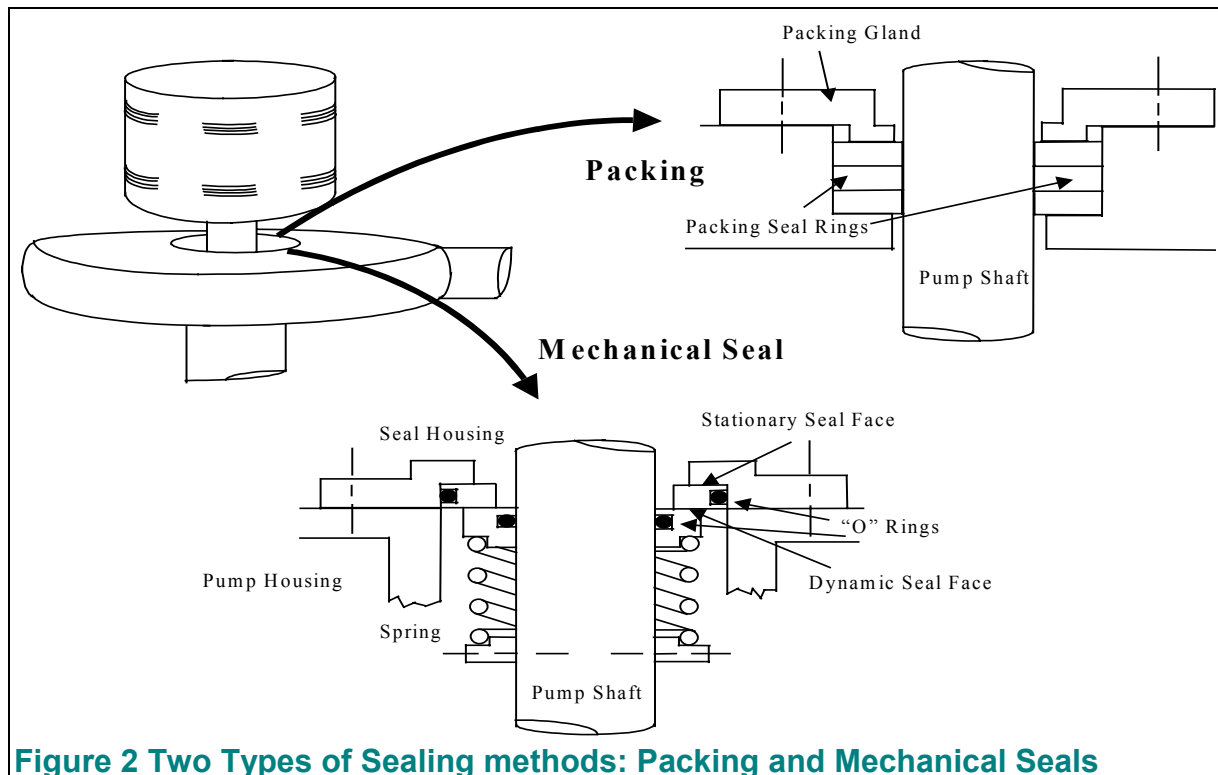 Packing Gland
Packing
Packing Seal Rings
Pump Shaft
Mechanical Seal
Seal Housing
Stationary Seal Face
“O” Rings
Pump Housing
Dynamic Seal Face
Spring
Pump Shaft
Figure 2 Two Types of Sealing methods: Packing and Mechanical Seals